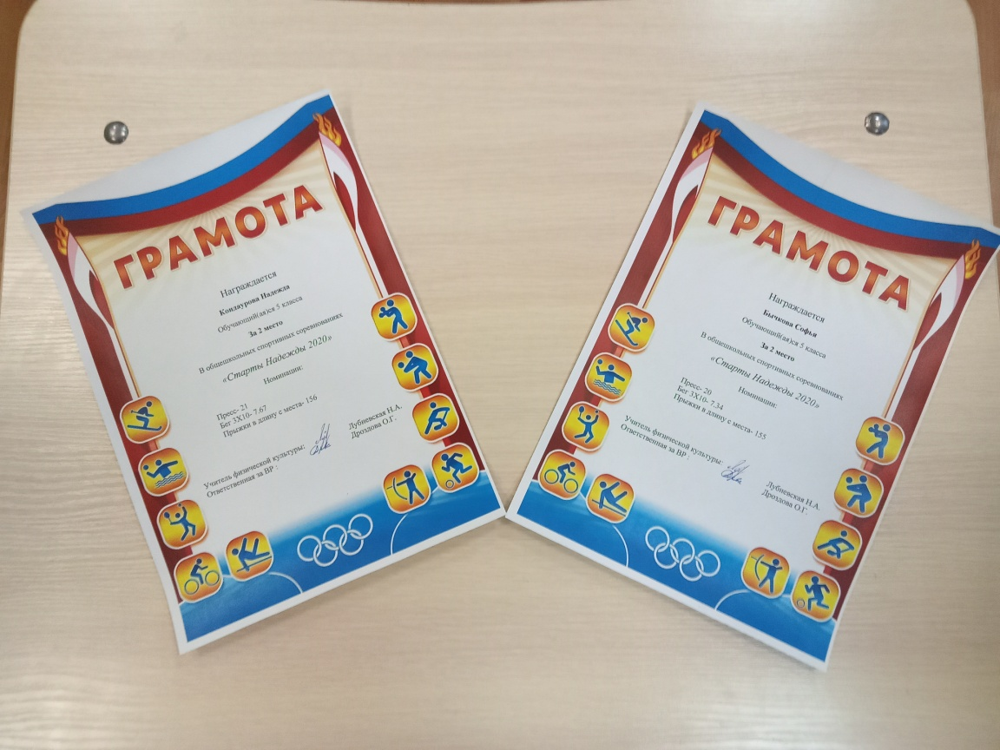 ГРАМОТА
Награждается
Кондаурова Надежда
Обучающий(ая)ся 5 класса
За 2 место
В общешкольных спортивных соревнованиях
«Старты Надежды 2020»
Номинации:
Пресс- 21
Бег 3Х10- 7.67
Прыжки в длину с места- 156
Учитель физической культуры: Лубневская Н.А.
Ответственная за ВР : Дроздова О.Г.
ГРАМОТА
Награждается
Бычкова Софья
Обучающий(ая)ся 5 класса
За 2 место
В общешкольных спортивных соревнованиях
«Старты Надежды 2020»
Номинации:
Пресс- 20
Бег 3Х10- 7.34
Прыжки в длину с места- 155
Учитель физической культуры: Лубневская Н.А.
Ответственная за ВР : Дроздова О.Г.